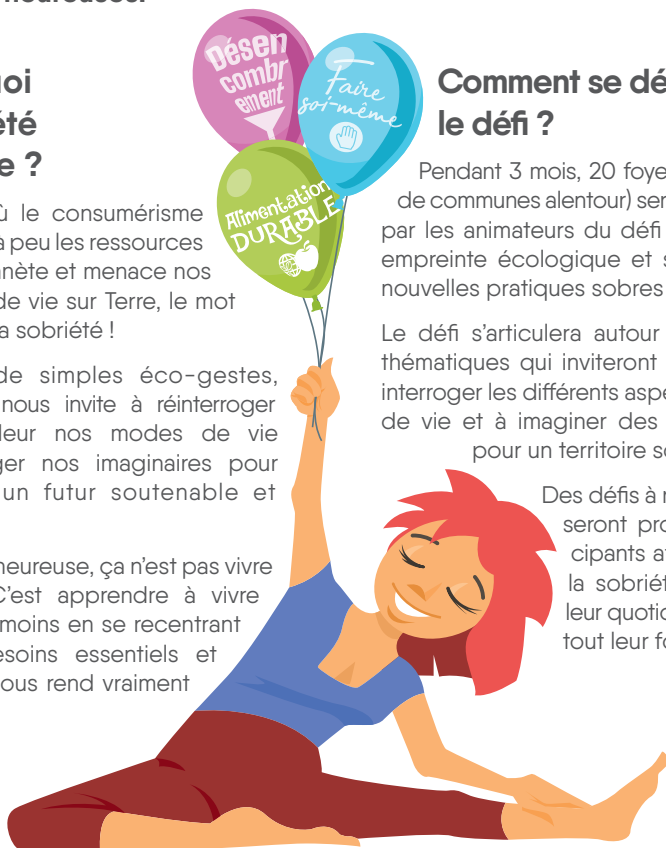 heureuses.
uoi
été
e ?
ù le consumérisme
à peu les ressources
nète et menace nos
de vie sur Terre, le mot
a sobriété !
de simples éco-gestes,
nous invite à réinterroger
leur nos modes de vie
ger nos imaginaires pour
un futur soutenable et
heureuse, ça n’est pas vivre
C’est apprendre à vivre
moins en se recentrant
esoins essentiels et
ous rend vraiment
Désen
combr
ement
Faire
soi-même
Alimentation
DURABLE
Comment se dé
le défi ?
Pendant 3 mois, 20 foye
de communes alentour) ser
par les animateurs du défi
empreinte écologique et s
nouvelles pratiques sobres
Le défi s’articulera autour
thématiques qui inviteront
interroger les différents aspe
de vie et à imaginer des
pour un territoire so
Des défis à r
seront pro
cipants af
la sobriét
leur quotid
tout leur fo